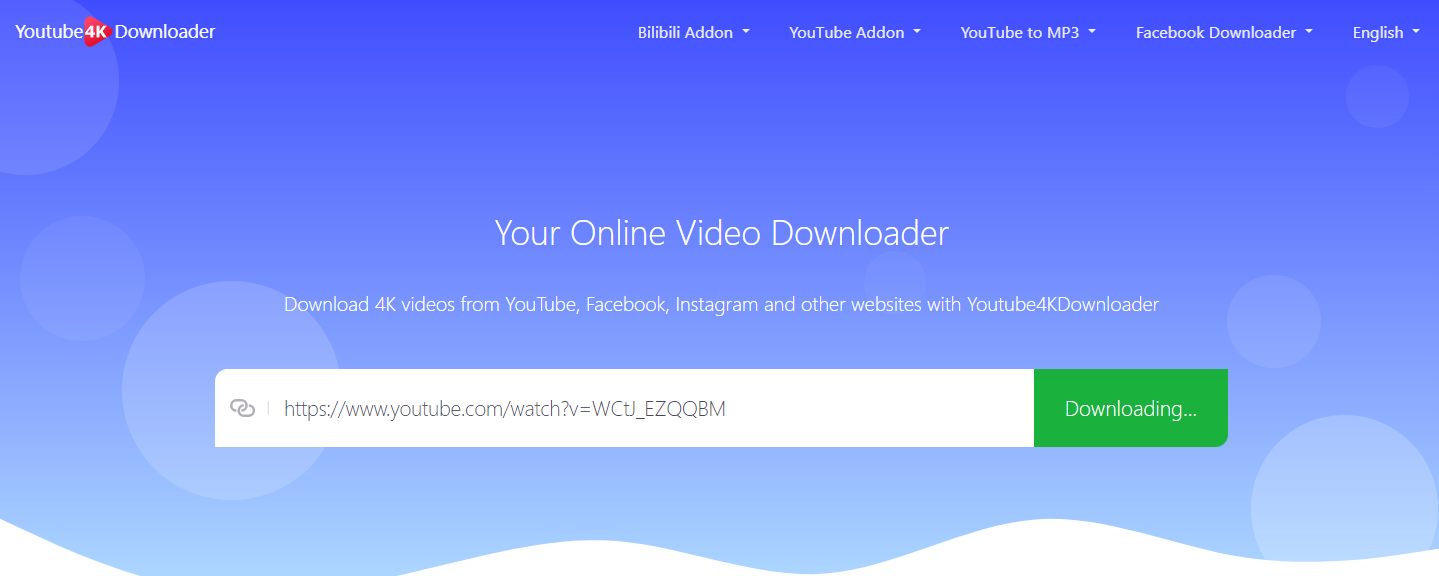 Youtube4K Downloader
Bilibili Addon
YouTube Addon
YouTube to MP3
Facebook Downloader
English
Your Online Video Downloader
Download 4K videos from YouTube, Facebook, Instagram and other websites with Youtube4KDownloader
https://www.youtube.com/watch?v=WCtJ_EZQQBM
Downloading...